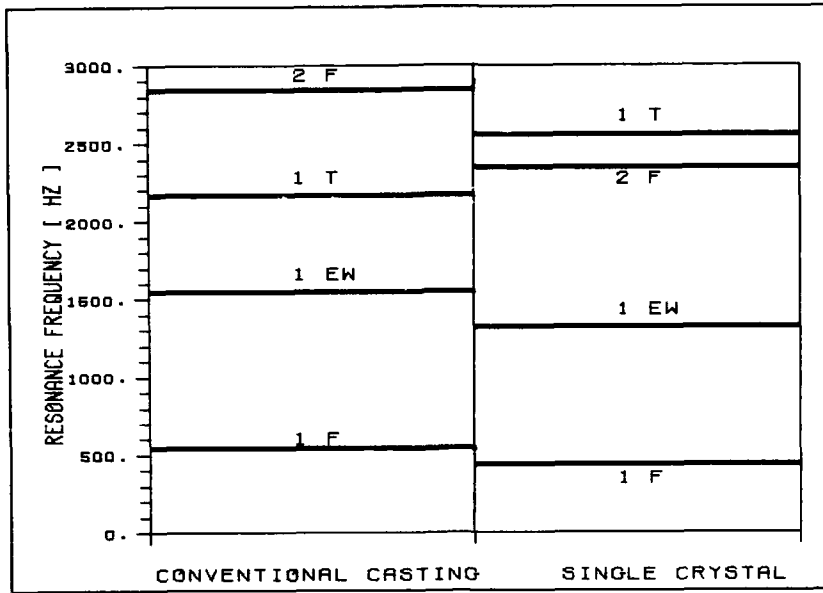 3000.
2 F
1 T
2500.
1 T
2 F
2000.
1 EW
1500.
1 EW
1000.
1 F
500.
1 F
0.
RESONANCE FREQUENCY [ HZ ]
CONVENTIONAL CASTING
SINGLE CRYSTAL